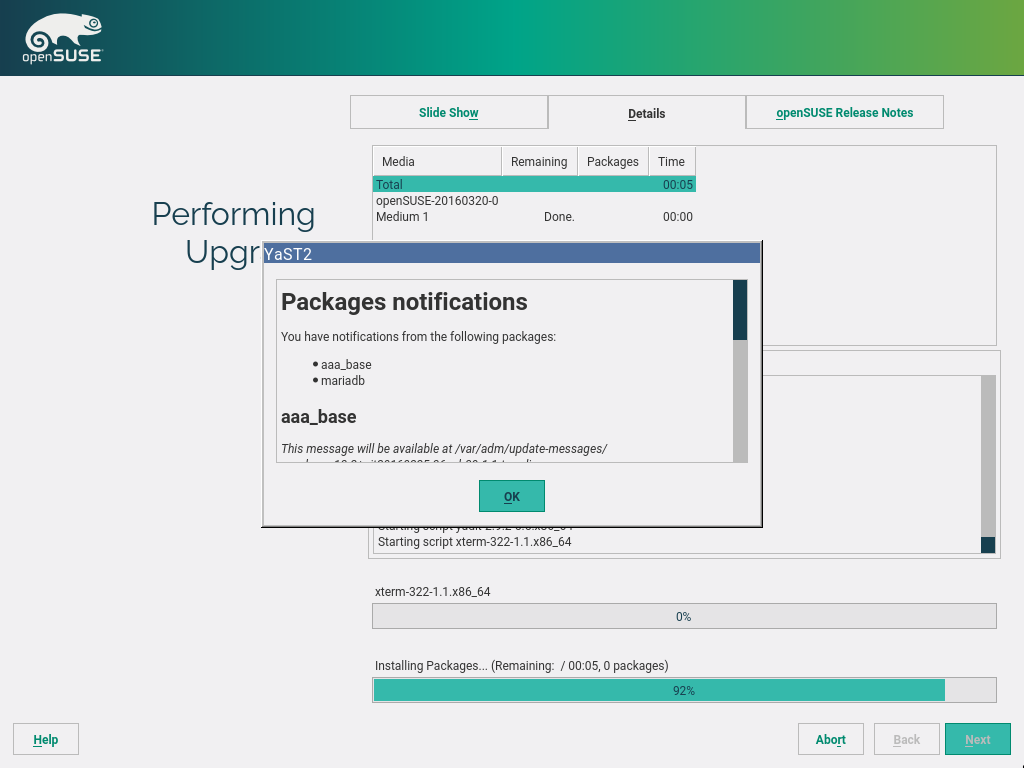 openSUSE
Slide Show
Details
openSUSE Release Notes
Media Remaining Packages Time
Total 00:05
openSUSE-20160320-0
Medium 1 Done. 00:00
Performing
Upgr
YaST2
Packages notifications
You have notifications from the following packages:
aaa_base
mariadb
aaa_base
This message will be available at /var/adm/update-messages/
OK
Starting script
Starting script xterm-322-1.1.x86_64
xterm-322-1.1.x86_64
0%
Installing Packages... (Remaining: / 00:05, 0 packages)
92%
Help
Abort
Back
Next